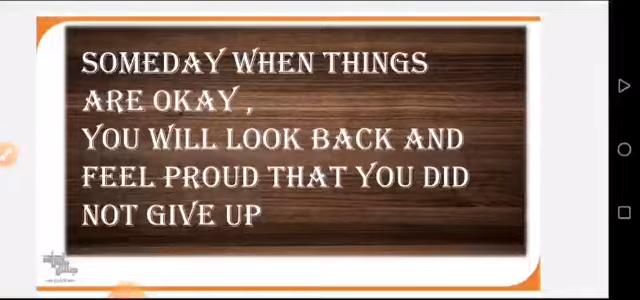 SOMEDAY WHEN THINGS
ARE OKAY ,
YOU WILL LOOK BACK AND
FEEL PROUD THAT YOU DID
NOT GIVE UP